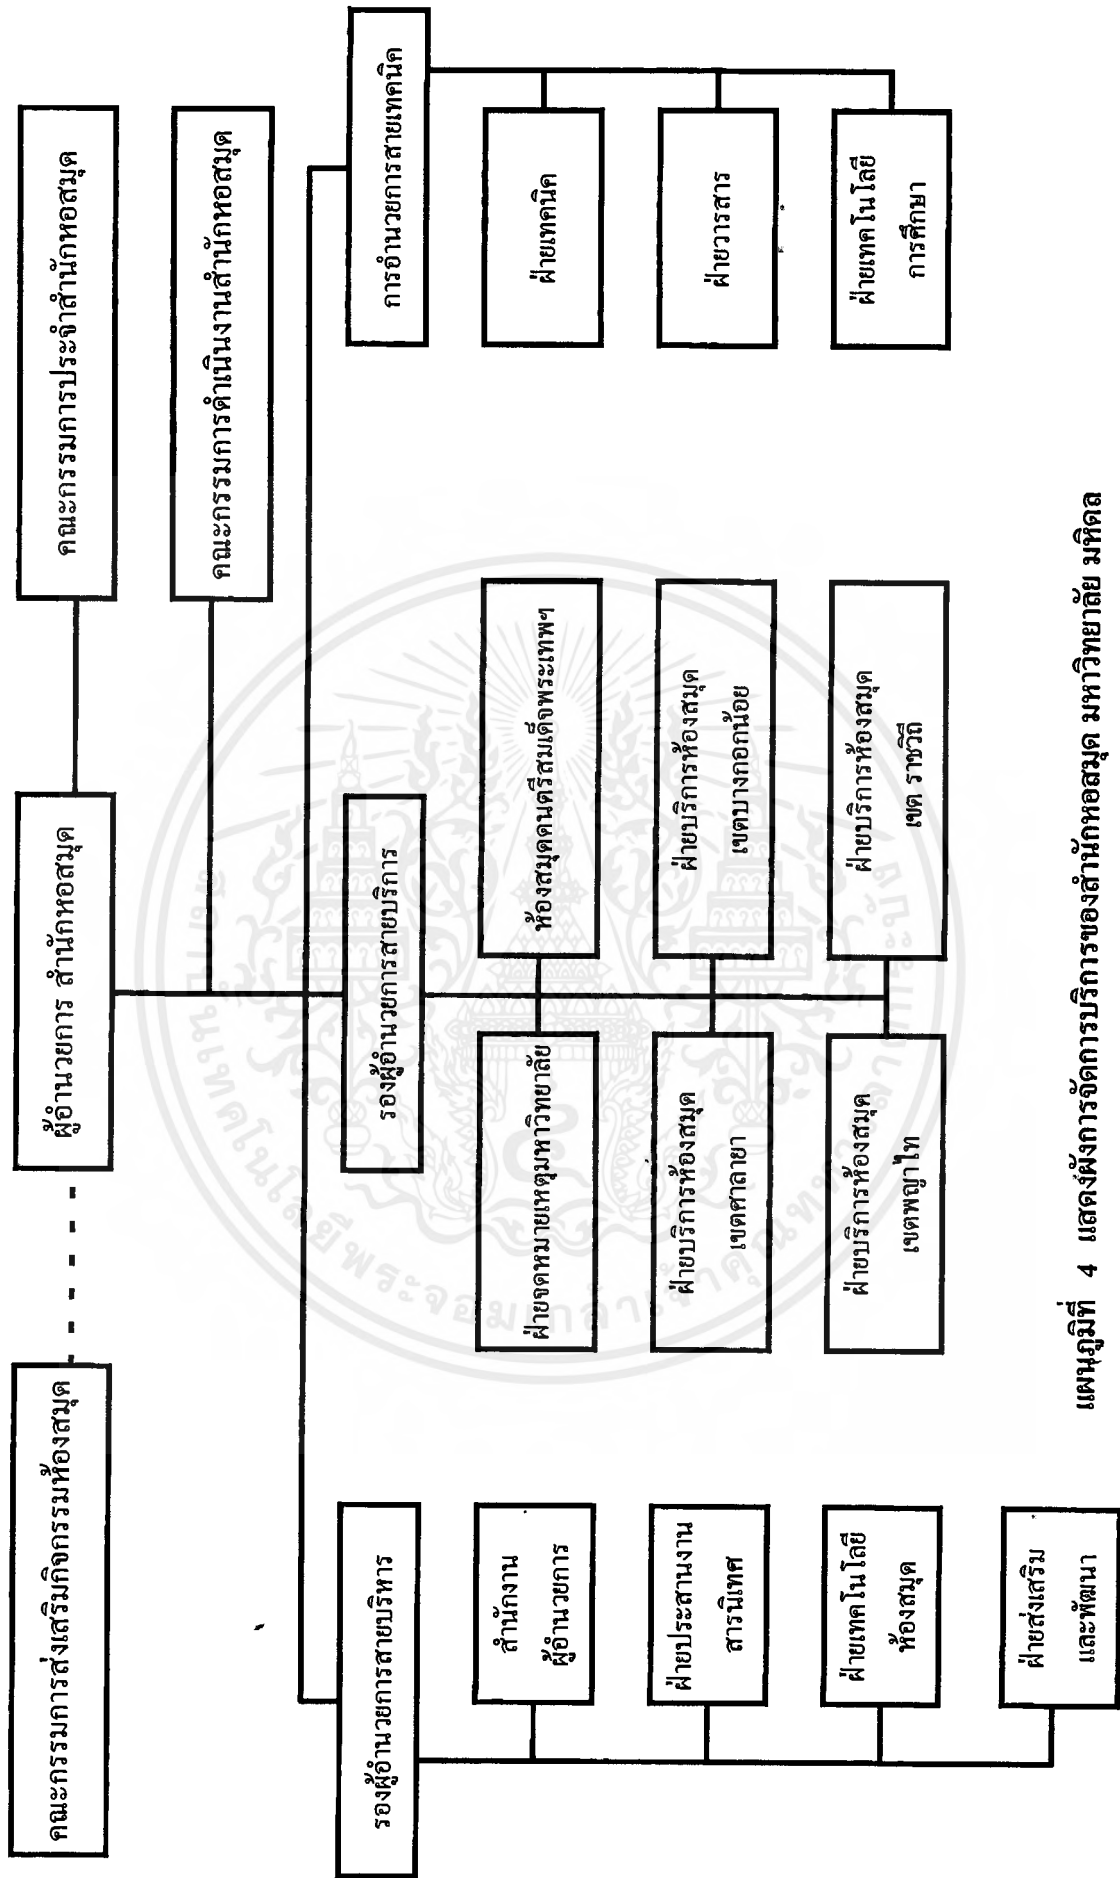 คณะกรรมการส่งเสริมกิจกรรมห้องสมุด
ผู้อำนวยการ สำนักหอสมุด
คณะกรรมการประจำสำนักหอสมุด
คณะกรรมการดำเนินงานสำนักหอสมุด
รองผู้อำนวยการสายบริหาร
สำนักงาน
ผู้อำนวยการ
ฝ่ายประสานงาน
สารนิเทศ
ฝ่ายเทคโนโลยี
ห้องสมุด
ฝ่ายส่งเสริม
และพัฒนา
รองผู้อำนวยการสายบริการ
ฝ่ายจดหมายเหตุมหาวิทยาลัย
ห้องสมุดดนตรีสมเด็จพระเทพฯ
ฝ่ายบริการห้องสมุด
เขตศาลายา
ฝ่ายบริการห้องสมุด
เขตบางกอกน้อย
ฝ่ายบริการห้องสมุด
เขตพญาไท
ฝ่ายบริการห้องสมุด
เขต ราชวิถี
การอำนวยการสายเทคนิค
ฝ่ายเทคนิค
ฝ่ายวารสาร
ฝ่ายเทคโนโลยี
การศึกษา
แผนภูมิที่ 4 แสดงผังการจัดการบริการของสำนักหอสมุด มหาวิทยาลัย มหิดล